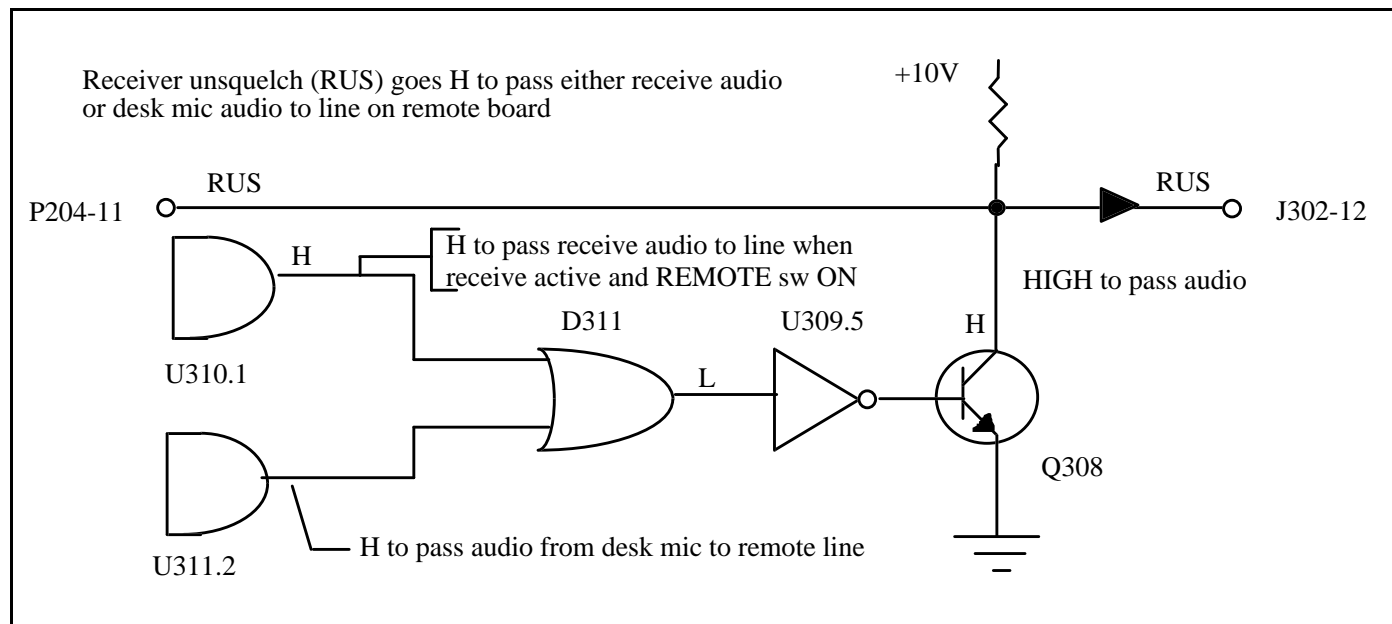 Receiver unsquelch (RUS) goes H to pass either receive audio
or desk mic audio to line on remote board
+10V
RUS
RUS
P204-11
J302-12
H
H to pass receive audio to line when
receive active and REMOTE sw ON
HIGH to pass audio
D311
U309.5
H
U310.1
L
Q308
H to pass audio from desk mic to remote line
U311.2